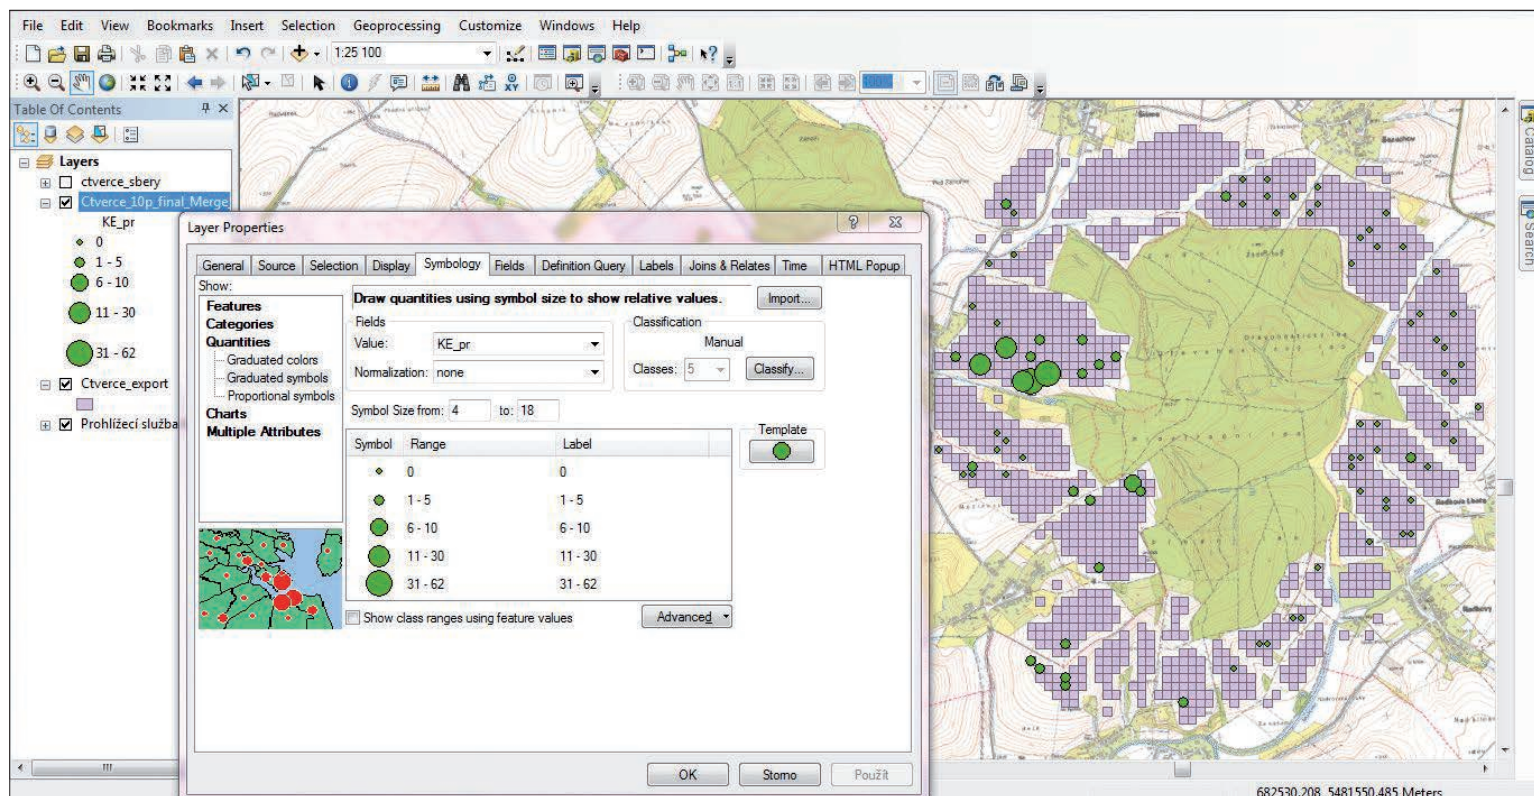 File Edit View Bookmarks Insert Selection Geoprocessing Customize Windows Help
1:25 100
Table Of Contents
Layers
ctverce_sbery
Ctverce_10p_final_Merge
KE_pr
0
1 - 5
6 - 10
11 - 30
31 - 62
Ctverce_export
Prohlížecí služba
Layer Properties
General Source Selection Display Symbology Fields Definition Query Labels Joins & Relates Time HTML Popup
Show:
Features
Categories
Quantities
Graduated colors
Graduated symbols
Proportional symbols
Charts
Multiple Attributes
Draw quantities using symbol size to show relative values.
Import...
Fields
Value: KE_pr
Normalization: none
Classification
Manual
Classes: 5 Classify...
Symbol Size from: 4 to: 18
Symbol Range Label
0 0
1 - 5 1 - 5
6 - 10 6 - 10
11 - 30 11 - 30
31 - 62 31 - 62
Template
Show class ranges using feature values
Advanced
OK Storno Použít
Catalog
Search
682530,208 5481550,485 Meters